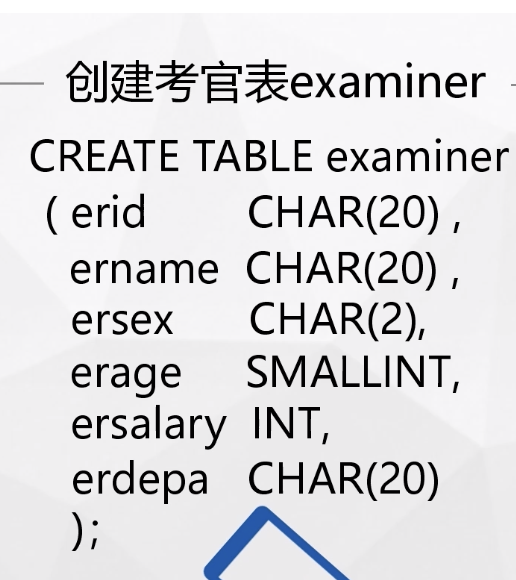 创建考官表examiner
CREATE TABLE examiner
( erid CHAR(20) ,
ername CHAR(20) ,
ersex CHAR(2),
erage SMALLINT,
ersalary INT,
erdepa CHAR(20)
);